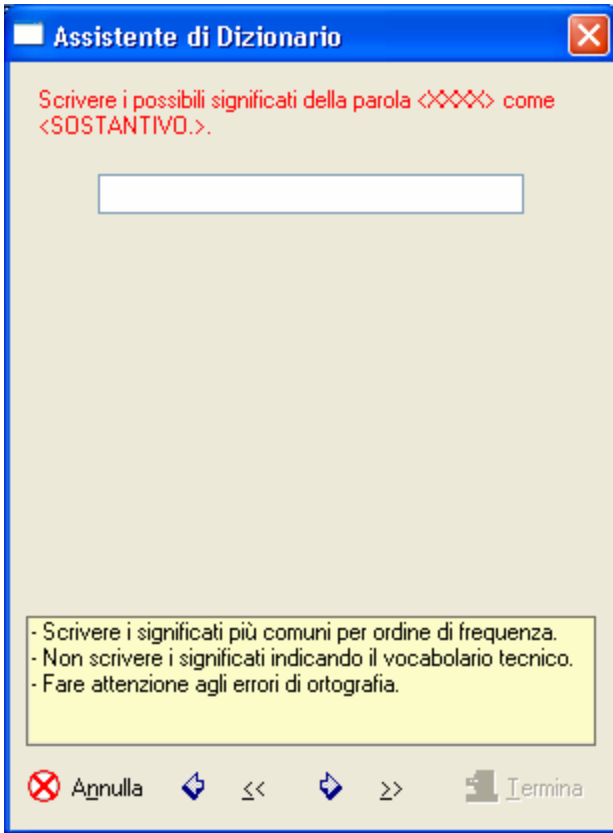 Assistente di Dizionario
Scrivere i possibili significati della parola <XXXX> come
<SOSTANTIVO.>.
- Scrivere i significati più comuni per ordine di frequenza.
- Non scrivere i significati indicando il vocabolario tecnico.
- Fare attenzione agli errori di ortografia.
Annulla << >> Termina